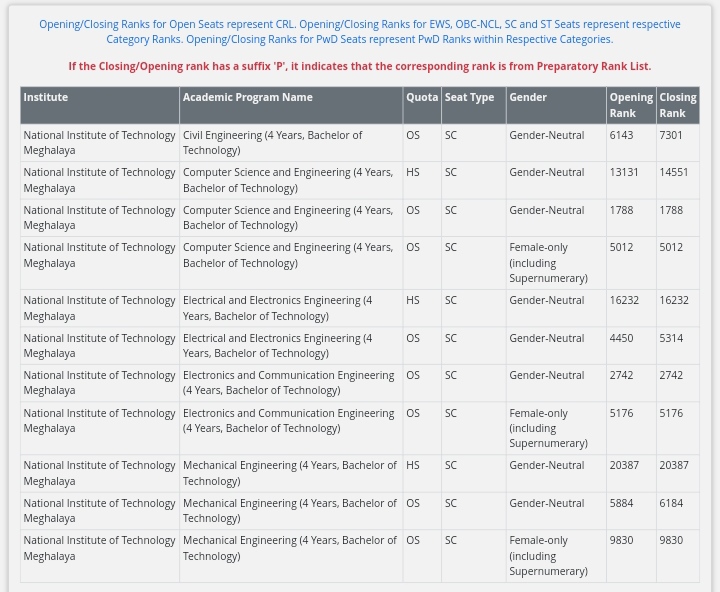 Opening/Closing Ranks for Open Seats represent CRL. Opening/Closing Ranks for EWS, OBC-NCL, SC and ST Seats represent respective
Category Ranks. Opening/Closing Ranks for PwD Seats represent PwD Ranks within Respective Categories.
If the Closing/Opening rank has a suffix 'P', it indicates that the corresponding rank is from Preparatory Rank List.
Institute Academic Program Name Quota Seat Type Gender Opening Closing
Rank Rank
National Institute of Technology Civil Engineering (4 Years, Bachelor of OS SC Gender-Neutral 6143 7301
Meghalaya Technology)
National Institute of Technology Computer Science and Engineering (4 Years, HS SC Gender-Neutral 13131 14551
Meghalaya Bachelor of Technology)
National Institute of Technology Computer Science and Engineering (4 Years, OS SC Gender-Neutral 1788 1788
Meghalaya Bachelor of Technology)
National Institute of Technology Computer Science and Engineering (4 Years, OS SC Female-only 5012 5012
Meghalaya Bachelor of Technology) (including
Supernumerary)
National Institute of Technology Electrical and Electronics Engineering (4 HS SC Gender-Neutral 16232 16232
Meghalaya Years, Bachelor of Technology)
National Institute of Technology Electrical and Electronics Engineering (4 OS SC Gender-Neutral 4450 5314
Meghalaya Years, Bachelor of Technology)
National Institute of Technology Electronics and Communication Engineering OS SC Gender-Neutral 2742 2742
Meghalaya (4 Years, Bachelor of Technology)
National Institute of Technology Electronics and Communication Engineering OS SC Female-only 5176 5176
Meghalaya (4 Years, Bachelor of Technology) (including
Supernumerary)
National Institute of Technology Mechanical Engineering (4 Years, Bachelor of HS SC Gender-Neutral 20387 20387
Meghalaya Technology)
National Institute of Technology Mechanical Engineering (4 Years, Bachelor of OS SC Gender-Neutral 5884 6184
Meghalaya Technology)
National Institute of Technology Mechanical Engineering (4 Years, Bachelor of OS SC Female-only 9830 9830
Meghalaya Technology) (including
Supernumerary)